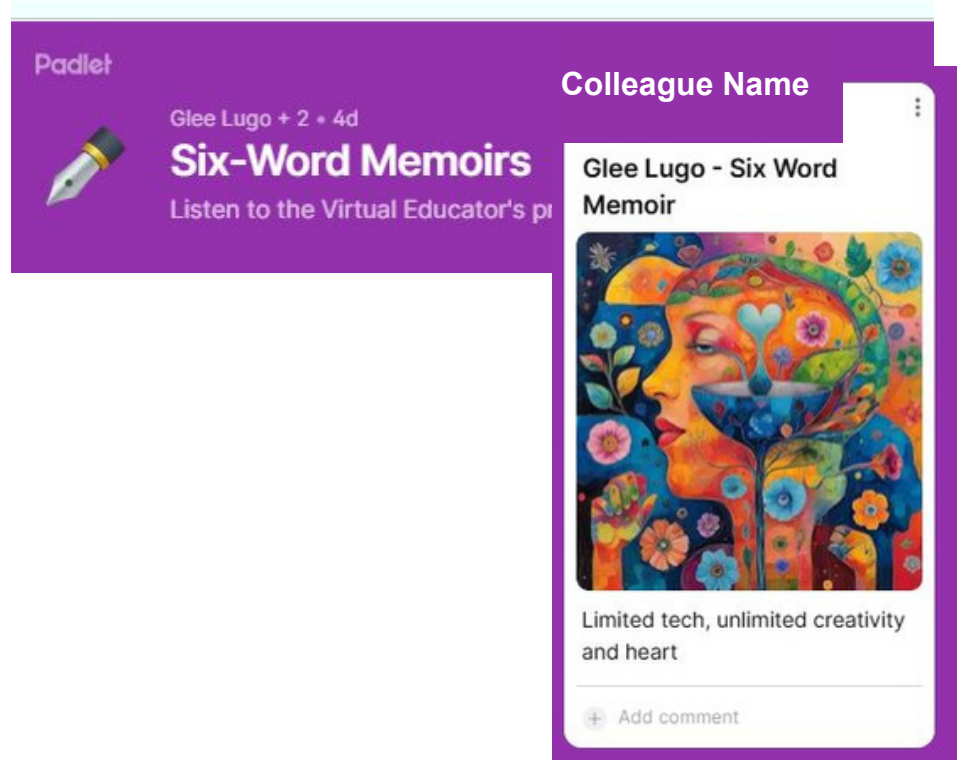 Padlet
Glee Lugo + 2 • 4d
Six-Word Memoirs
Listen to the Virtual Educator's
Colleague Name
Glee Lugo - Six Word
Memoir
Limited tech, unlimited creativity
and heart
Add comment